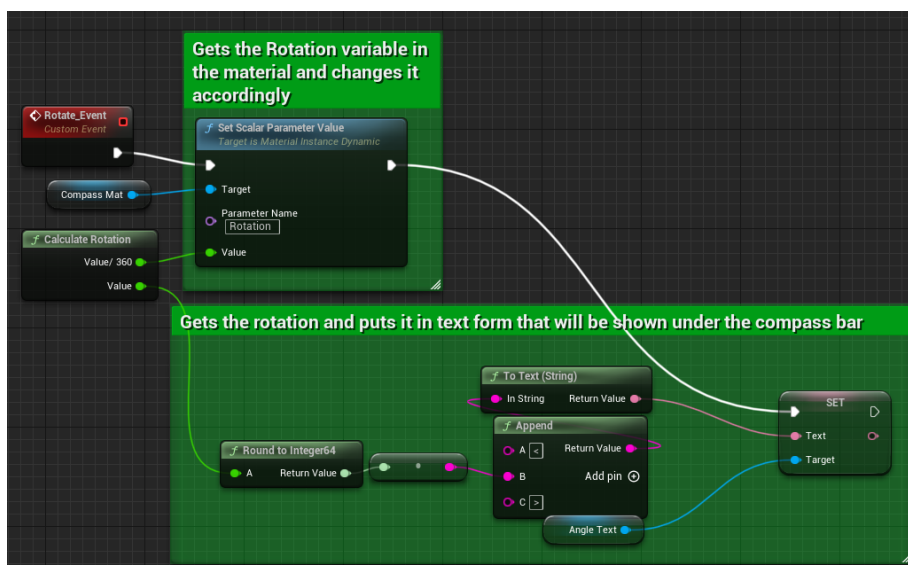 Gets the Rotation variable in
the material and changes it
accordingly
Rotate_Event
Custom Event
f Set Scalar Parameter Value
Target is Material Instance Dynamic
Compass Mat
Target
Parameter Name
Rotation
Value
f Calculate Rotation
Value/ 360
Value
Gets the rotation and puts it in text form that will be shown under the compass bar
f To Text (String)
In String Return Value
f Append
A < Return Value
B Add pin
C >
f Round to Integer64
A Return Value
SET
Text
Target
Angle Text